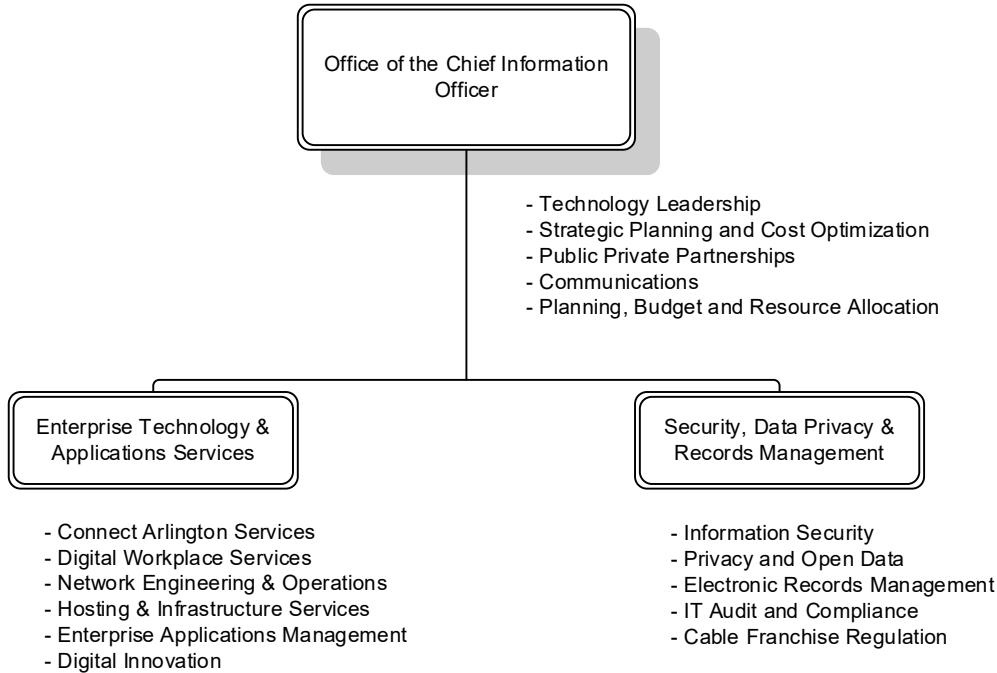 Office of the Chief Information
Officer
- Technology Leadership
- Strategic Planning and Cost Optimization
- Public Private Partnerships
- Communications
- Planning, Budget and Resource Allocation
Enterprise Technology &
Applications Services
- Connect Arlington Services
- Digital Workplace Services
- Network Engineering & Operations
- Hosting & Infrastructure Services
- Enterprise Applications Management
- Digital Innovation
Security, Data Privacy &
Records Management
- Information Security
- Privacy and Open Data
- Electronic Records Management
- IT Audit and Compliance
- Cable Franchise Regulation